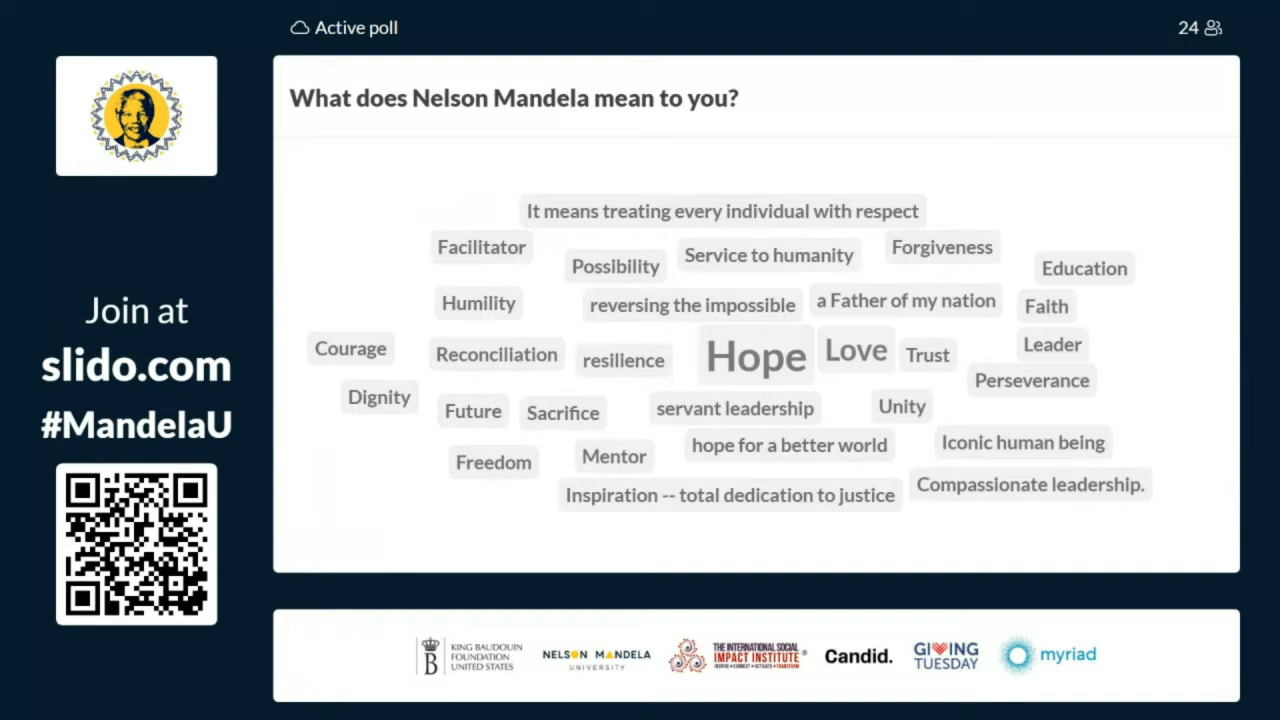 Active poll
24
What does Nelson Mandela mean to you?
It means treating every individual with respect
Facilitator
Possibility
Service to humanity
Forgiveness
Education
Humility
reversing the impossible
a Father of my nation
Faith
Courage
Reconciliation
resilience
Hope
Love
Trust
Leader
Perseverance
Dignity
Future
Sacrifice
servant leadership
Unity
Freedom
Mentor
hope for a better world
Iconic human being
Inspiration -- total dedication to justice
Compassionate leadership.
Join at
slido.com
#MandelaU
B
KING BAUDOUIN
FOUNDATION
UNITED STATES
NELSON MANDELA
UNIVERSITY
THE INTERNATIONAL SOCIAL
IMPACT INSTITUTE®
INSPIRE • CONNECT • ACTIVATE • TRANSFORM
Candid.
GIVING
TUESDAY
myriad